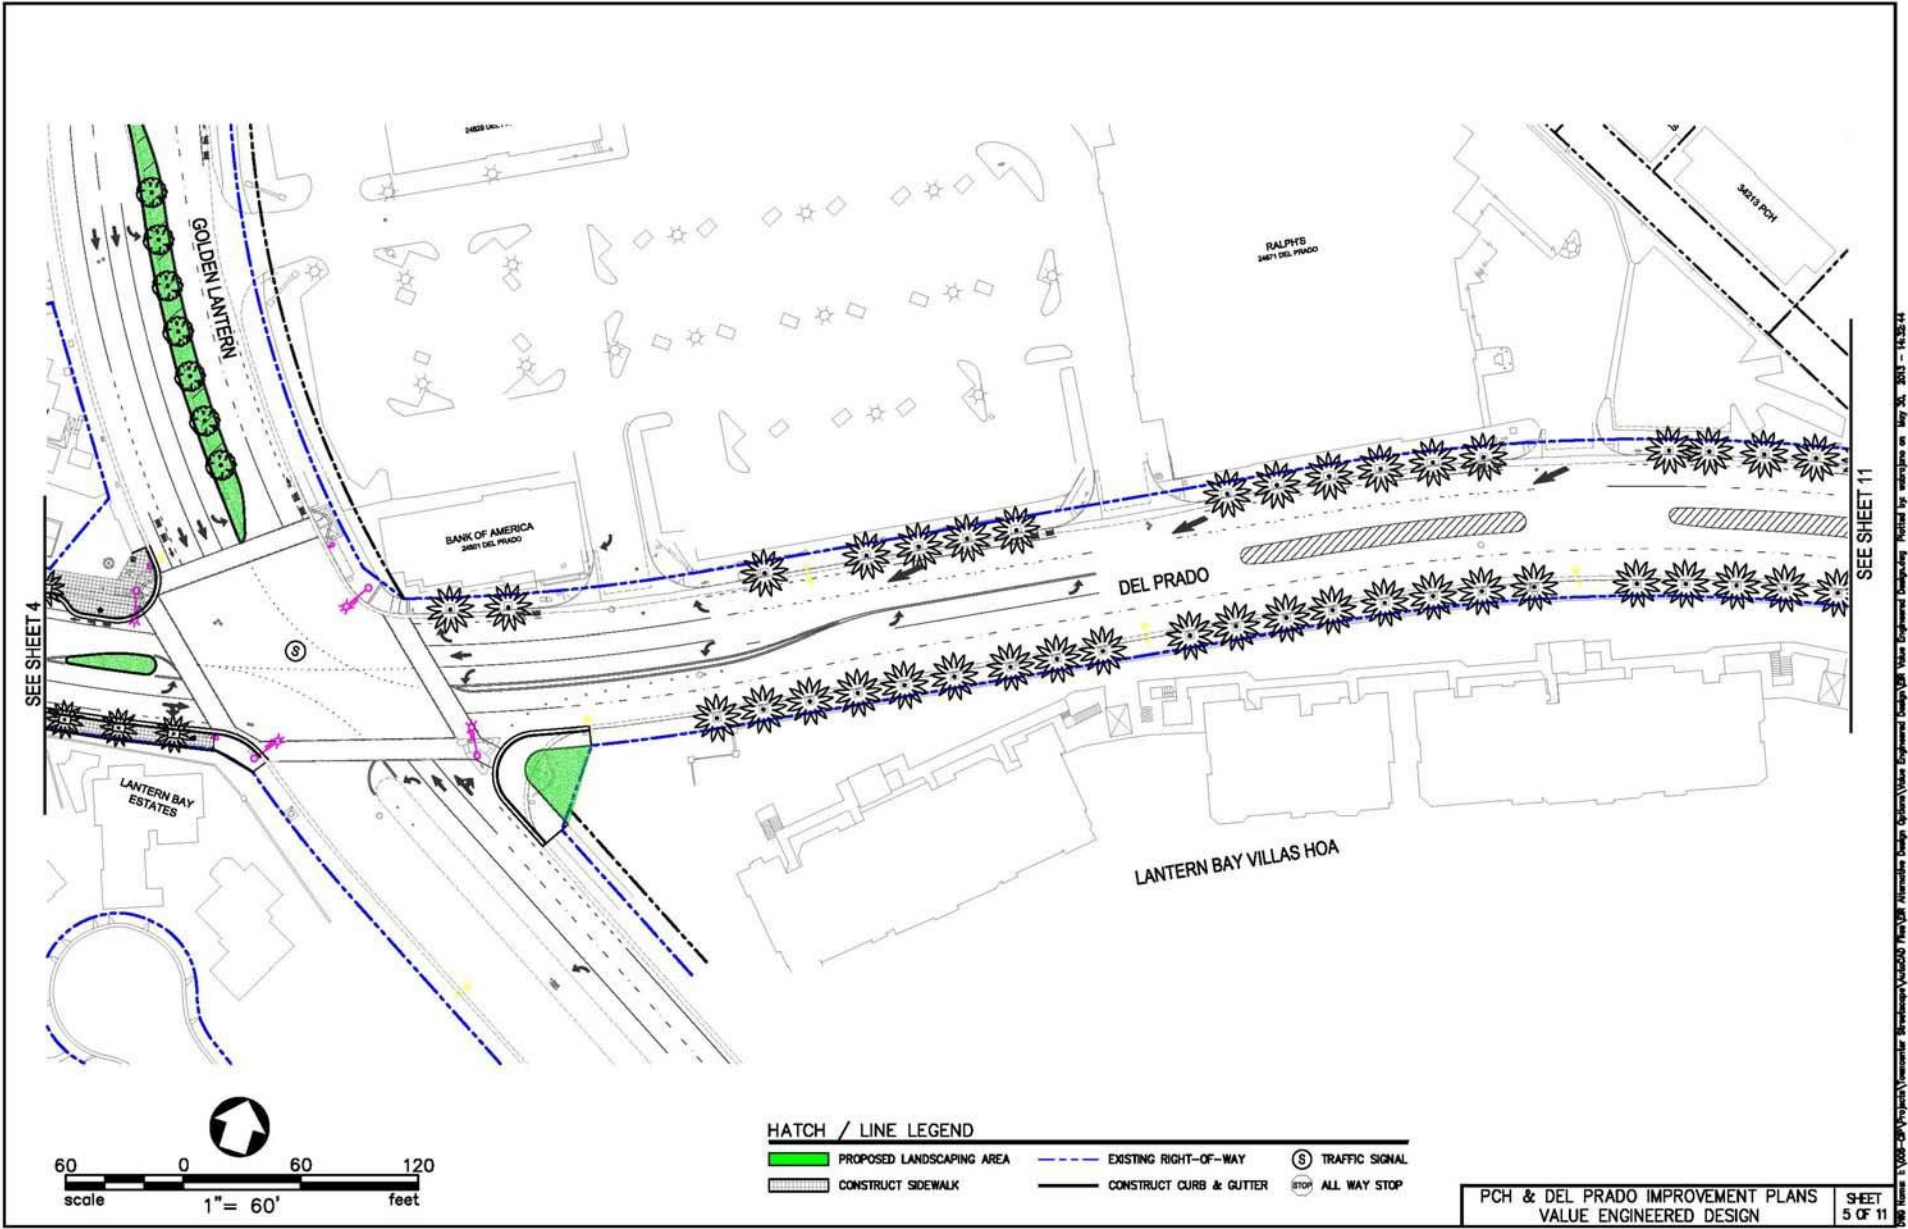 GOLDEN LANTERN
RALPH'S
24671 DEL PRADO
34213 PCH
BANK OF AMERICA
24601 DEL PRADO
DEL PRADO
SEE SHEET 4
SEE SHEET 11
S
LANTERN BAY
ESTATES
LANTERN BAY VILLAS HOA
60 0 60 120
scale 1"= 60' feet
HATCH / LINE LEGEND
PROPOSED LANDSCAPING AREA
EXISTING RIGHT-OF-WAY
S TRAFFIC SIGNAL
CONSTRUCT SIDEWALK
CONSTRUCT CURB & GUTTER
STOP ALL WAY STOP
PCH & DEL PRADO IMPROVEMENT PLANS
VALUE ENGINEERED DESIGN
SHEET
5 OF 11